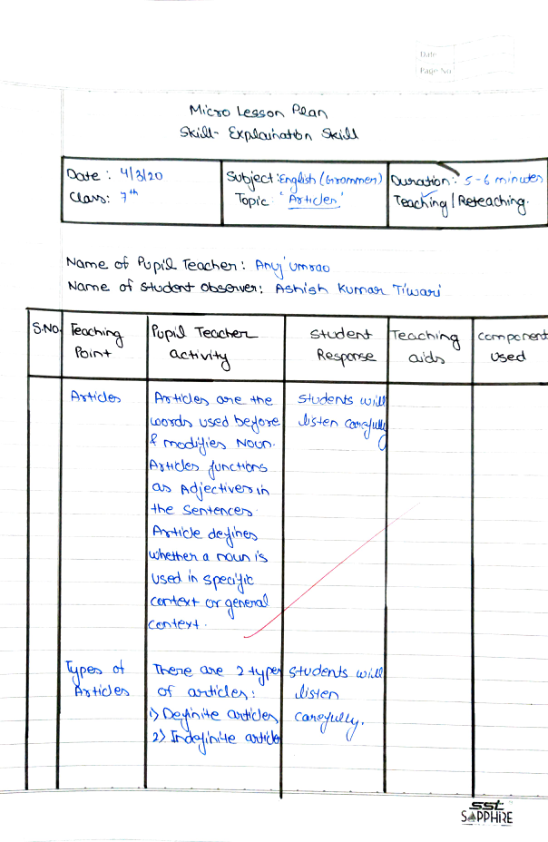 Date
Page No
Micro Lesson Plan
Skill- Explaination Skill
Date : 4/3/20
Class: 7th
Subject : English (Grammer)
Topic : "Articles"
Duration : 5-6 minutes
Teaching / Reteaching.
Name of Pupil Teacher : Anuj Umrao
Name of Student Observer : Ashish Kumar Tiwari
S.NO.
Teaching
Point
Pupil Teacher
activity
Student
Response
Teaching
aids
Component
used
Articles
Articles are the
words used before
& modifies Noun.
Articles functions
as Adjectives in
the Sentences.
Article defines
whether a noun is
used in specific
context or general
context.
Students will
listen carefully
Types of
Articles
There are 2 types
of articles :
1) Definite articles
2) Indefinite article
Students will
listen
carefully.
sst
SAPPHIRE